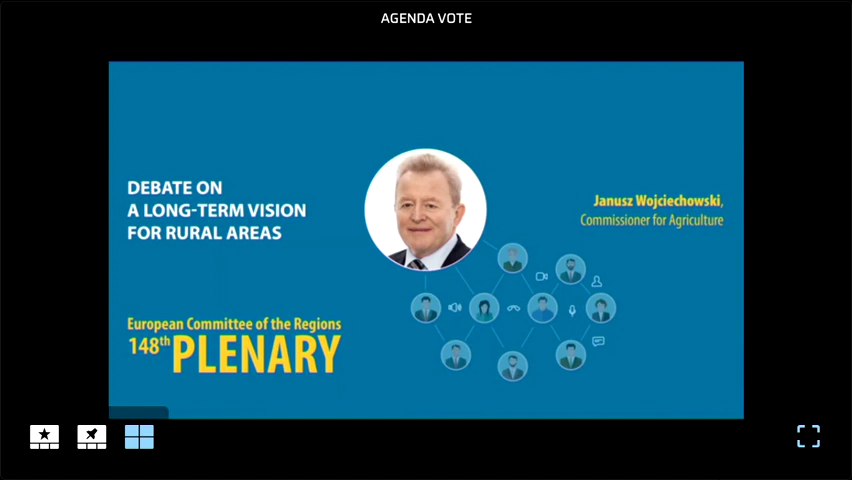 AGENDA VOTE
DEBATE ON
A LONG-TERM VISION
FOR RURAL AREAS
Janusz Wojciechowski,
Commissioner for Agriculture
European Committee of the Regions
148th PLENARY